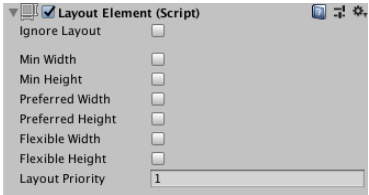 Layout Element (Script)
Ignore Layout
Min Width
Min Height
Preferred Width
Preferred Height
Flexible Width
Flexible Height
Layout Priority 1